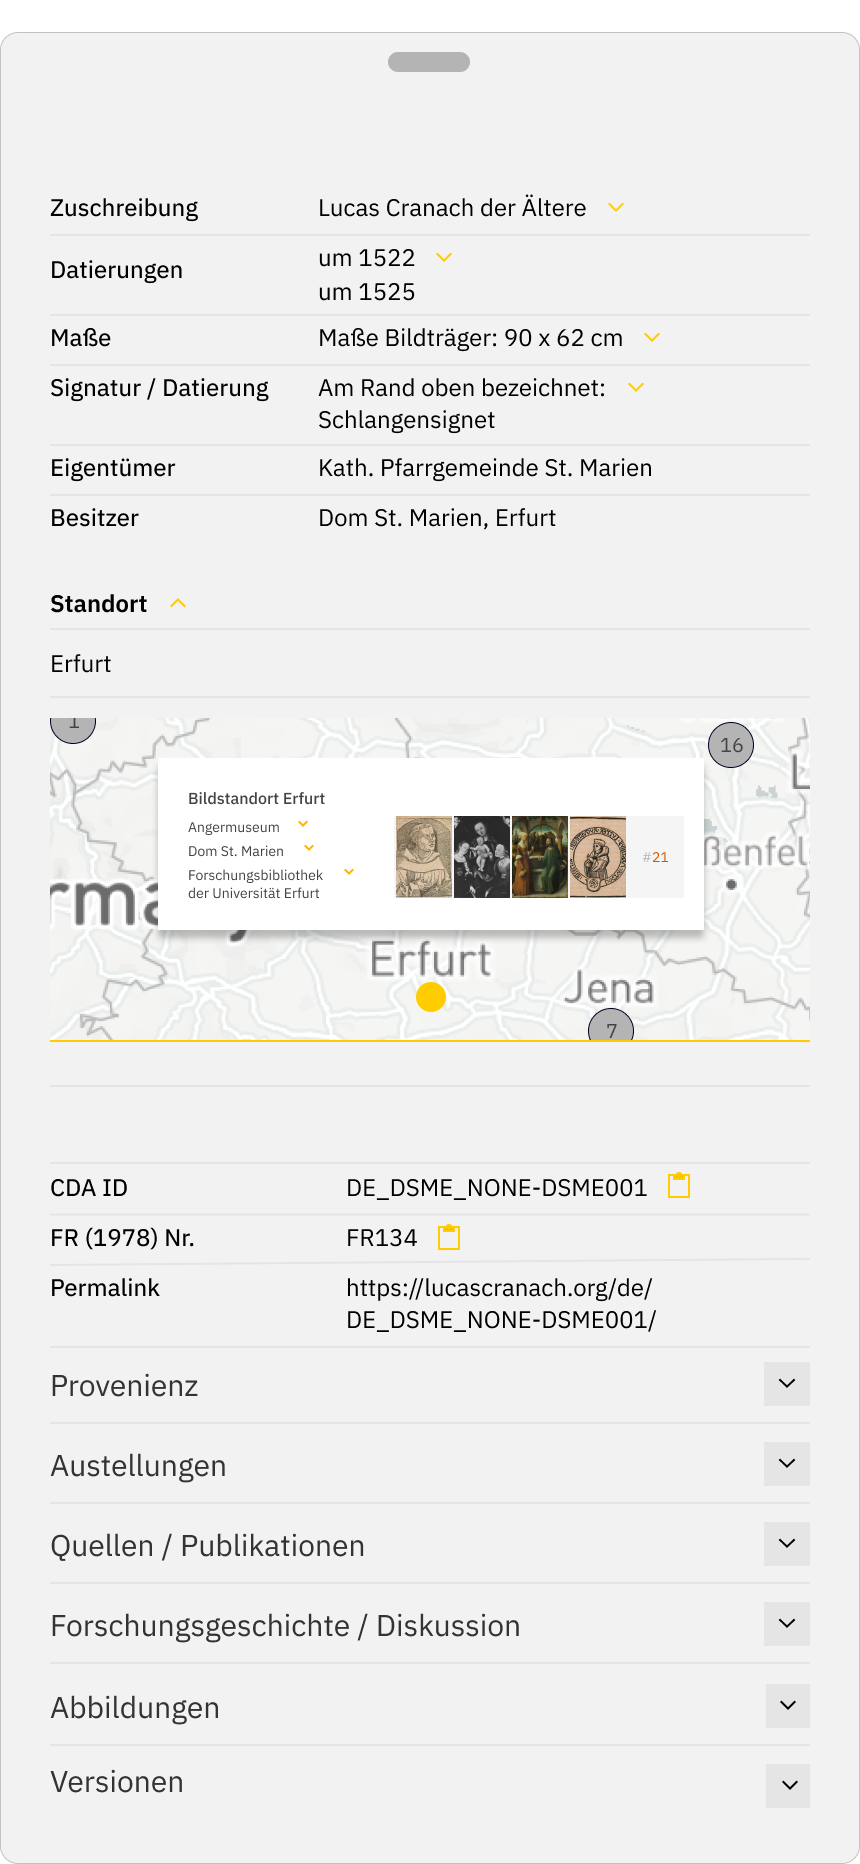 Zuschreibung
Lucas Cranach der Ältere
Datierungen
um 1522
um 1525
Maße
Maße Bildträger: 90 x 62 cm
Signatur / Datierung
Am Rand oben bezeichnet:
Schlangensignet
Eigentümer
Kath. Pfarrgemeinde St. Marien
Besitzer
Dom St. Marien, Erfurt
Standort
Erfurt
1
16
Bildstandort Erfurt
Angermuseum
Dom St. Marien
Forschungsbibliothek
der Universität Erfurt
#21
ßenfel
rma
Erfurt
Jena
7
CDA ID
DE_DSME_NONE-DSME001
FR (1978) Nr.
FR134
Permalink
https://lucascranach.org/de/
DE_DSME_NONE-DSME001/
Provenienz
Austellungen
Quellen / Publikationen
Forschungsgeschichte / Diskussion
Abbildungen
Versionen